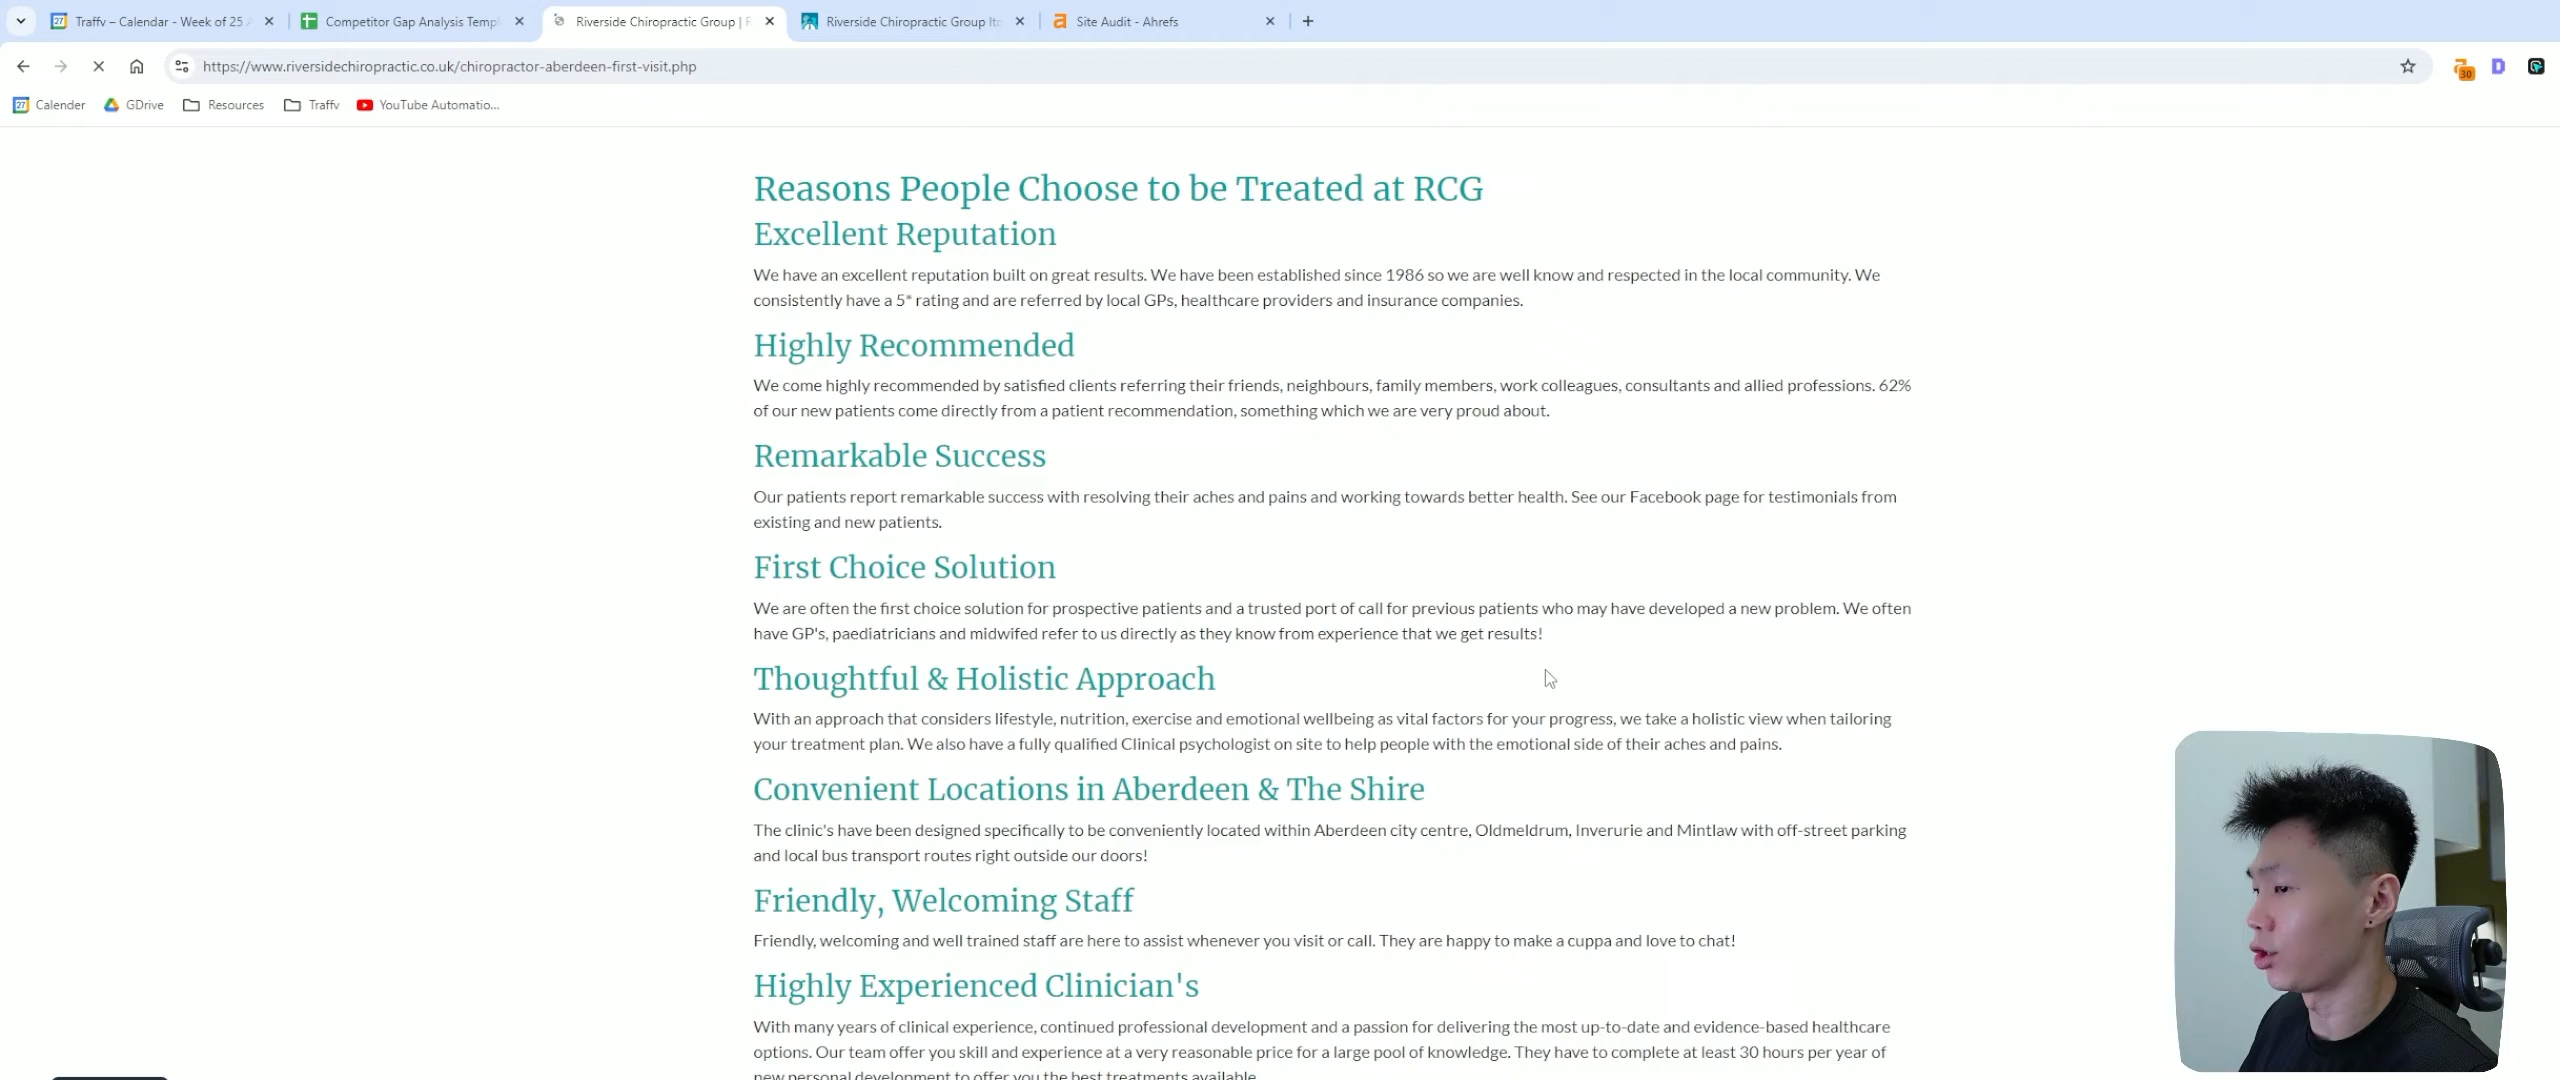 Traffv – Calendar - Week of 25
Competitor Gap Analysis Templ
Riverside Chiropractic Group |
Riverside Chiropractic Group ltd
Site Audit - Ahrefs
https://www.riversidechiropractic.co.uk/chiropractor-aberdeen-first-visit.php
30
27 Calender
GDrive
Resources
Traffv
YouTube Automatio...
Reasons People Choose to be Treated at RCG
Excellent Reputation
We have an excellent reputation built on great results. We have been established since 1986 so we are well know and respected in the local community. We
consistently have a 5* rating and are referred by local GPs, healthcare providers and insurance companies.
Highly Recommended
We come highly recommended by satisfied clients referring their friends, neighbours, family members, work colleagues, consultants and allied professions. 62%
of our new patients come directly from a patient recommendation, something which we are very proud about.
Remarkable Success
Our patients report remarkable success with resolving their aches and pains and working towards better health. See our Facebook page for testimonials from
existing and new patients.
First Choice Solution
We are often the first choice solution for prospective patients and a trusted port of call for previous patients who may have developed a new problem. We often
have GP's, paediatricians and midwifed refer to us directly as they know from experience that we get results!
Thoughtful & Holistic Approach
With an approach that considers lifestyle, nutrition, exercise and emotional wellbeing as vital factors for your progress, we take a holistic view when tailoring
your treatment plan. We also have a fully qualified Clinical psychologist on site to help people with the emotional side of their aches and pains.
Convenient Locations in Aberdeen & The Shire
The clinic's have been designed specifically to be conveniently located within Aberdeen city centre, Oldmeldrum, Inverurie and Mintlaw with off-street parking
and local bus transport routes right outside our doors!
Friendly, Welcoming Staff
Friendly, welcoming and well trained staff are here to assist whenever you visit or call. They are happy to make a cuppa and love to chat!
Highly Experienced Clinician's
With many years of clinical experience, continued professional development and a passion for delivering the most up-to-date and evidence-based healthcare
options. Our team offer you skill and experience at a very reasonable price for a large pool of knowledge. They have to complete at least 30 hours per year of
new personal development to offer you the best treatments available.